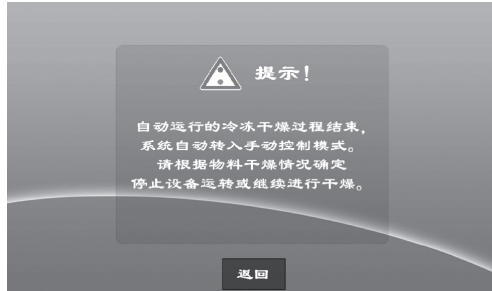 提示！
自动运行的冷冻干燥过程结束，
系统自动转入手动控制模式。
请根据物料干燥情况确定
停止设备运转或继续进行干燥。
返回